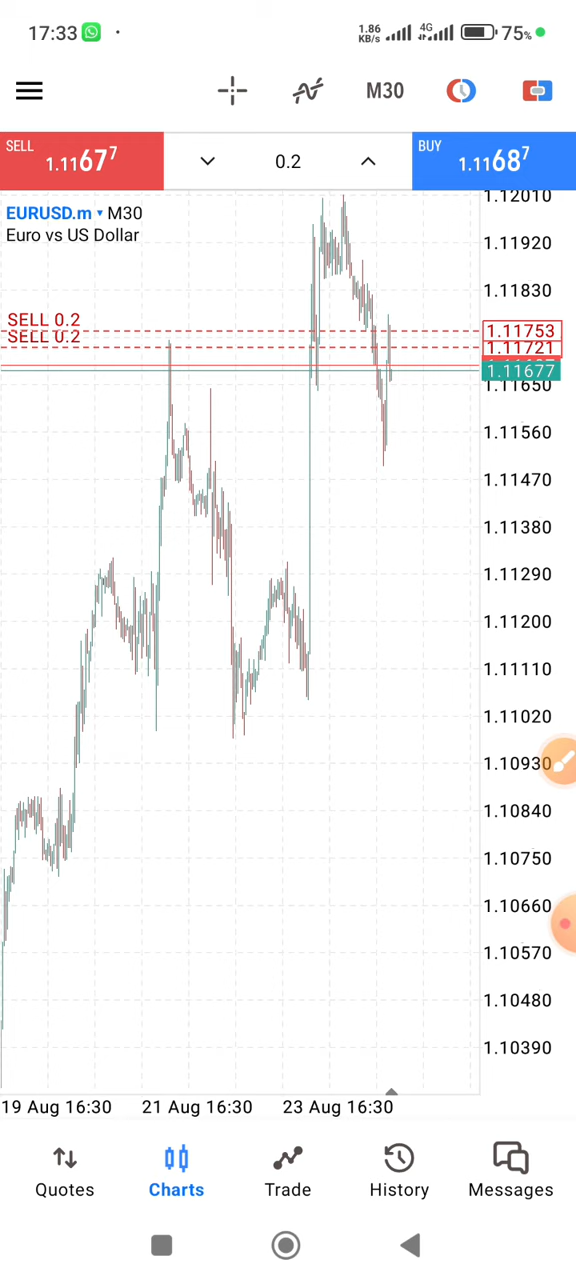 17:33
1.86 KB/s 4G 75%
M30
SELL 1.11677
0.2
BUY 1.11687
EURUSD.m M30
Euro vs US Dollar
SELL 0.2
SELL 0.2
1.12010
1.11920
1.11830
1.11753
1.11721
1.11677
1.11650
1.11560
1.11470
1.11380
1.11290
1.11200
1.11110
1.11020
1.10930
1.10840
1.10750
1.10660
1.10570
1.10480
1.10390
19 Aug 16:30 21 Aug 16:30 23 Aug 16:30
Quotes Charts Trade History Messages